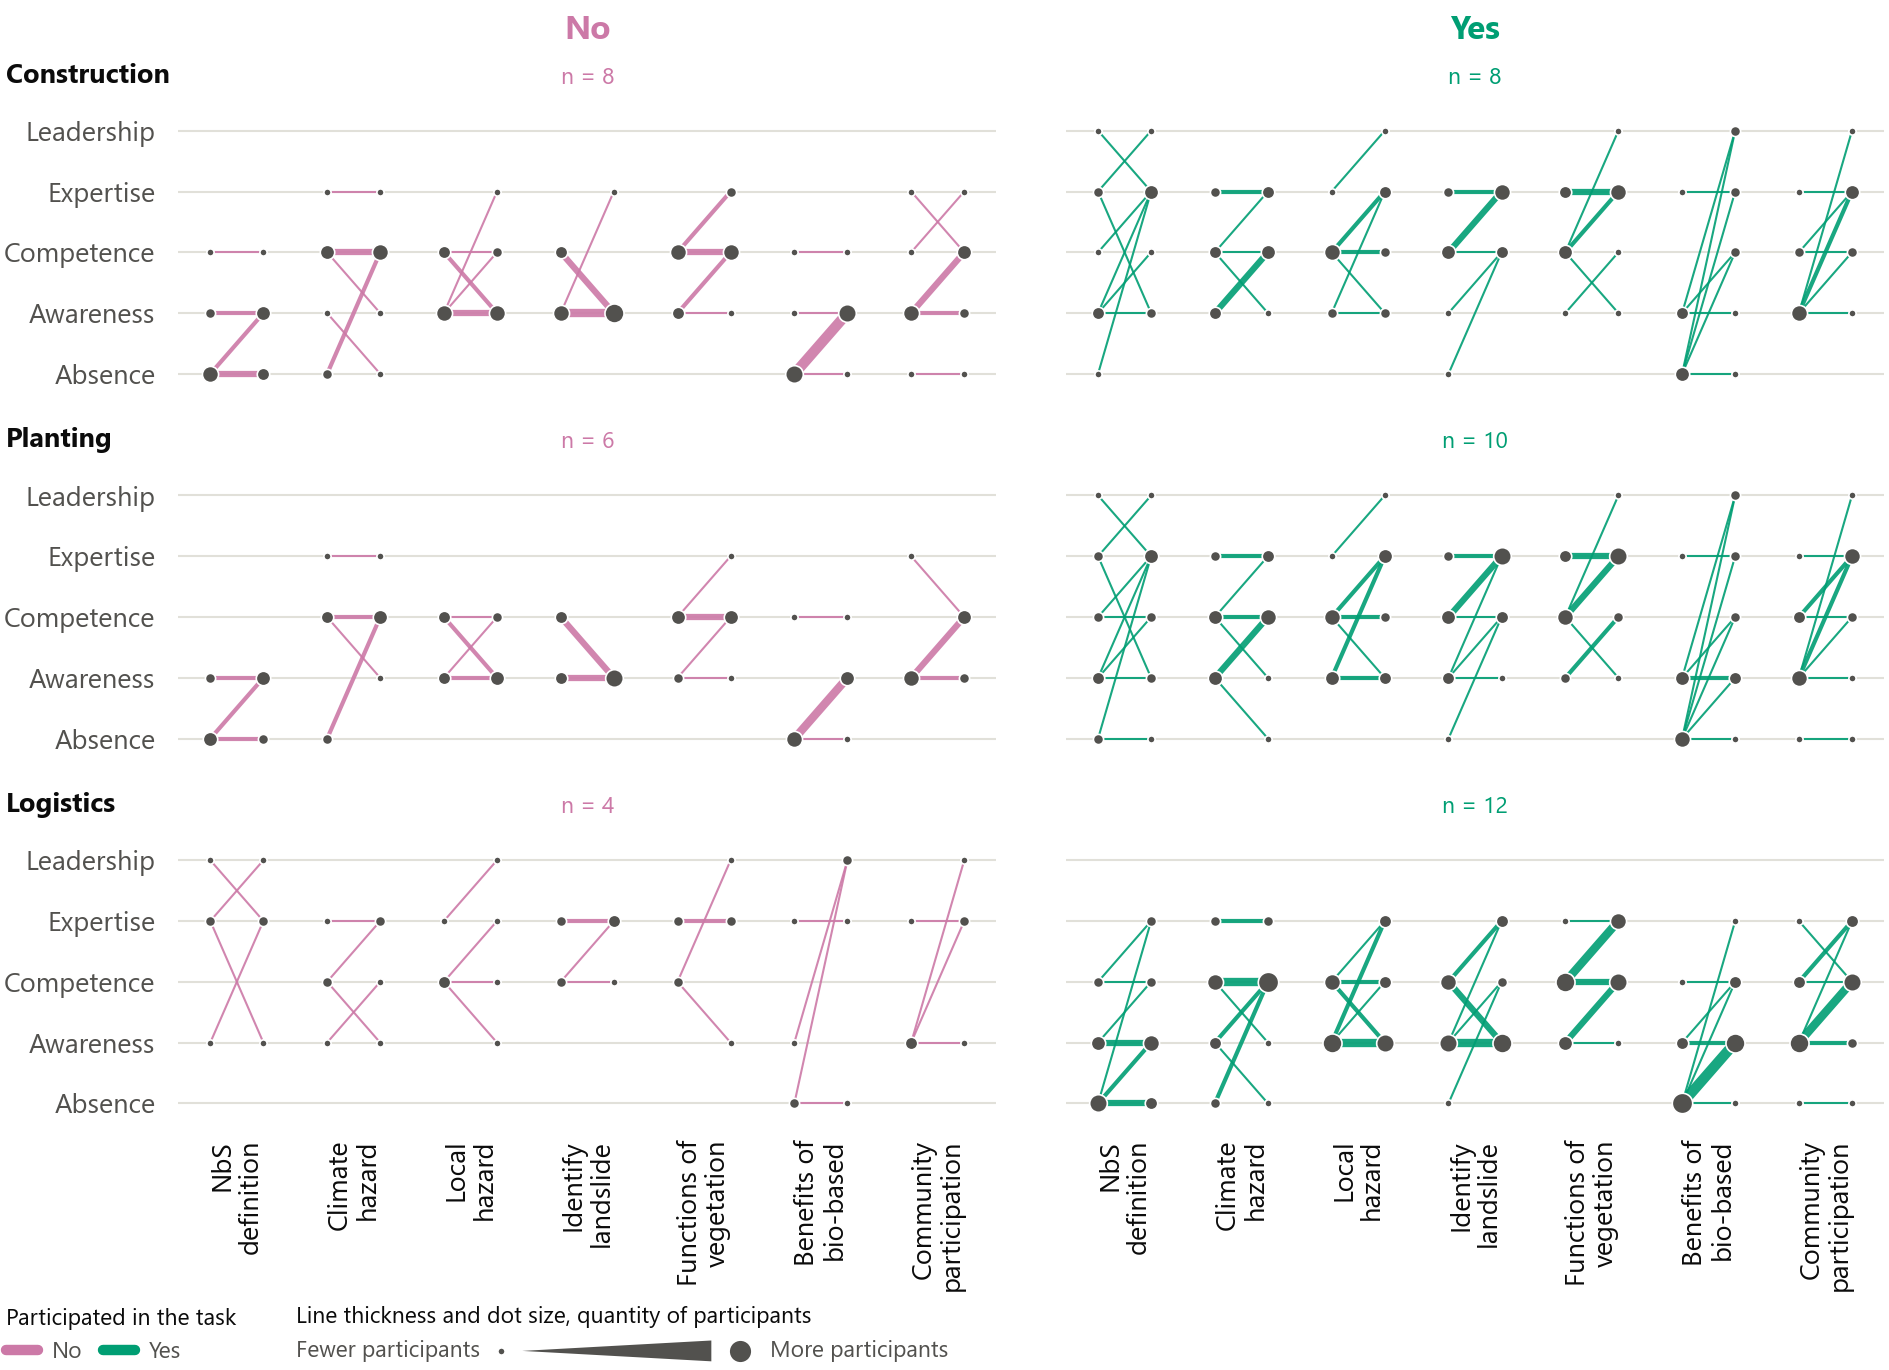 No
Yes
Construction
n = 8
n = 8
Leadership
Expertise
Competence
Awareness
Absence
Planting
n = 6
n = 10
Leadership
Expertise
Competence
Awareness
Absence
Logistics
n = 4
n = 12
Leadership
Expertise
Competence
Awareness
Absence
NbS
definition
Climate
hazard
Local
hazard
Identify
landslide
Functions of
vegetation
Benefits of
bio-based
Community
participation
NbS
definition
Climate
hazard
Local
hazard
Identify
landslide
Functions of
vegetation
Benefits of
bio-based
Community
participation
Participated in the task
No
Yes
Line thickness and dot size, quantity of participants
Fewer participants
More participants